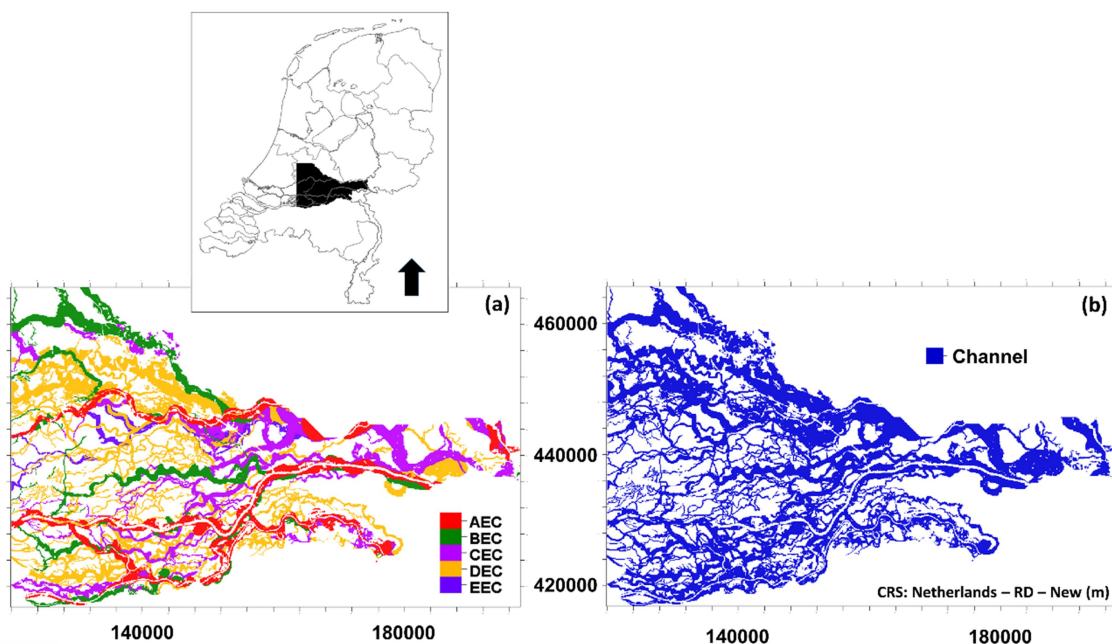 (a)
(b)
460000
Channel
440000
AEC
BEC
CEC
DEC
EEC
420000
CRS: Netherlands – RD – New (m)
140000
180000
140000
180000